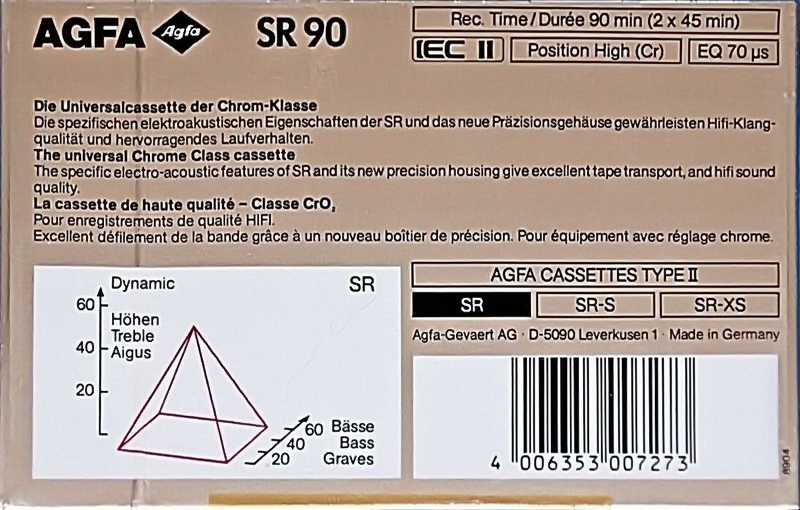 AGFA Agfa SR 90
Rec. Time/Durée 90 min (2 x 45 min)
IEC II Position High (Cr) EQ 70 µs
Die Universalcassette der Chrom-Klasse
Die spezifischen elektroakustischen Eigenschaften der SR und das neue Präzisionsgehäuse gewährleisten Hifi-Klang-
qualität und hervorragendes Laufverhalten.
The universal Chrome Class cassette
The specific electro-acoustic features of SR and its new precision housing give excellent tape transport, and hifi sound
quality.
La cassette de haute qualité – Classe CrO,
Pour enregistrements de qualité HIFI.
Excellent défilement de la bande grâce à un nouveau boîtier de précision. Pour équipement avec réglage chrome.
Dynamic SR
60
Höhen
Treble
40
Aigus
20
60 Bässe
40 Bass
20 Graves
AGFA CASSETTES TYPE II
SR SR-S SR-XS
Agfa-Gevaert AG · D-5090 Leverkusen 1 · Made in Germany
4 006353 007273
8904